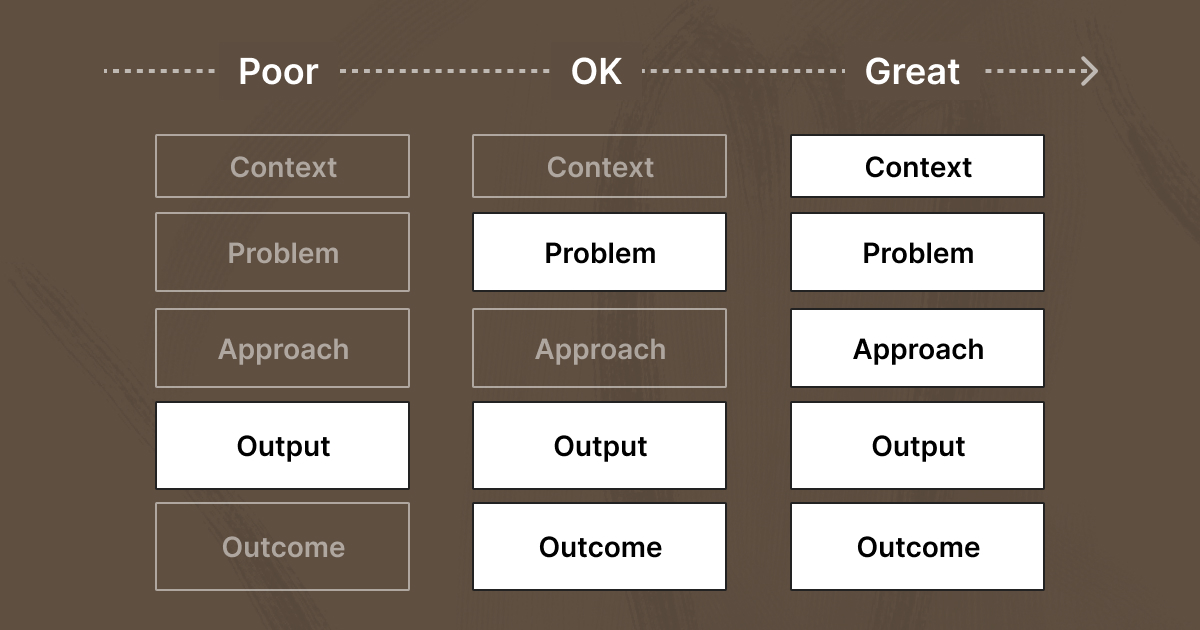 Poor OK Great
Context Context Context
Problem Problem Problem
Approach Approach Approach
Output Output Output
Outcome Outcome Outcome